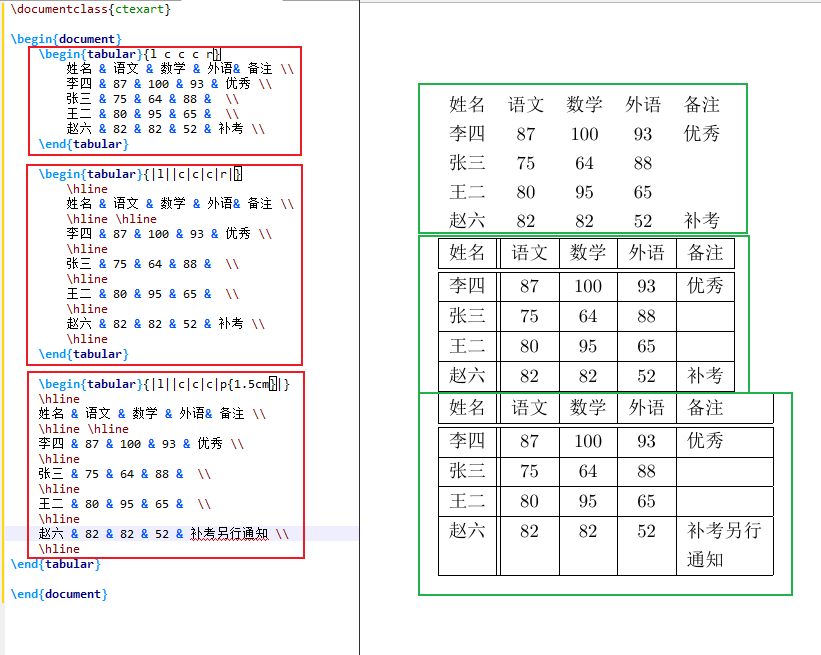 \documentclass{ctexart}
\begin{document}
\begin{tabular}{l c c c r}
姓名 & 语文 & 数学 & 外语& 备注 \\
李四 & 87 & 100 & 93 & 优秀 \\
张三 & 75 & 64 & 88 &  \\
王二 & 80 & 95 & 65 &  \\
赵六 & 82 & 82 & 52 & 补考 \\
\end{tabular}
\begin{tabular}{|l||c|c|c|r|}
\hline
姓名 & 语文 & 数学 & 外语& 备注 \\
\hline \hline
李四 & 87 & 100 & 93 & 优秀 \\
\hline
张三 & 75 & 64 & 88 &  \\
\hline
王二 & 80 & 95 & 65 &  \\
\hline
赵六 & 82 & 82 & 52 & 补考 \\
\hline
\end{tabular}
\begin{tabular}{|l||c|c|c|p{1.5cm}|}
\hline
姓名 & 语文 & 数学 & 外语& 备注 \\
\hline \hline
李四 & 87 & 100 & 93 & 优秀 \\
\hline
张三 & 75 & 64 & 88 &  \\
\hline
王二 & 80 & 95 & 65 &  \\
\hline
赵六 & 82 & 82 & 52 & 补考另行通知 \\
\hline
\end{tabular}
\end{document}
姓名 语文 数学 外语 备注
李四 87 100 93 优秀
张三 75 64 88
王二 80 95 65
赵六 82 82 52 补考
姓名 语文 数学 外语 备注
李四 87 100 93 优秀
张三 75 64 88
王二 80 95 65
赵六 82 82 52 补考
姓名 语文 数学 外语 备注
李四 87 100 93 优秀
张三 75 64 88
王二 80 95 65
赵六 82 82 52 补考另行
通知